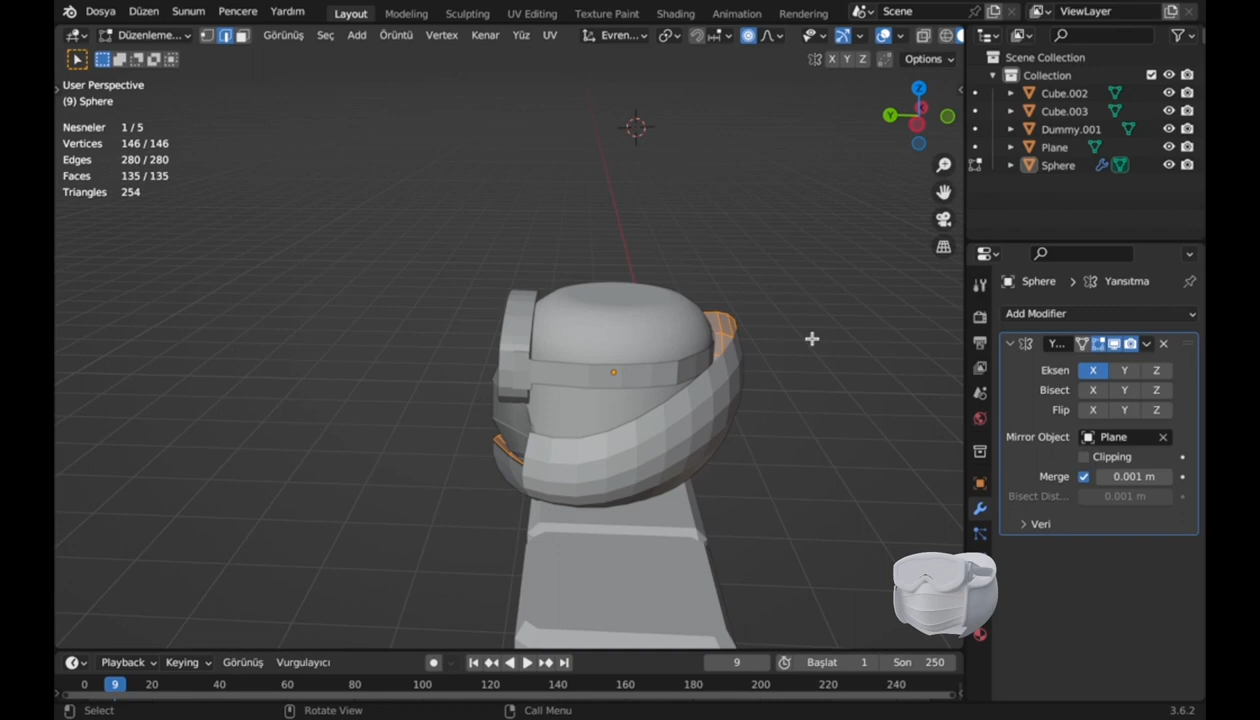 Dosya Düzen Sunum Pencere Yardım Layout Modeling Sculpting UV Editing Texture Paint Shading Animation Rendering Scene ViewLayer
Düzenleme... Görünüş Seç Add Örüntü Vertex Kenar Yüz UV Evren...
X Y Z Options
User Perspective
(9) Sphere
Nesneler 1 / 5
Vertices 146 / 146
Edges 280 / 280
Faces 135 / 135
Triangles 254
Z
Y
X
Scene Collection
Collection
Cube.002
Cube.003
Dummy.001
Plane
Sphere
Sphere > Yansıtma
Add Modifier
Y...
Eksen X Y Z
Bisect X Y Z
Flip X Y Z
Mirror Object Plane
Clipping
Merge 0.001 m
Bisect Dist... 0.001 m
Veri
Playback Keying Görünüş Vurgulayıcı 9 Başlat 1 Son 250
0 9 20 40 60 80 100 120 140 160 180 200 220 240
Select Rotate View Call Menu 3.6.2